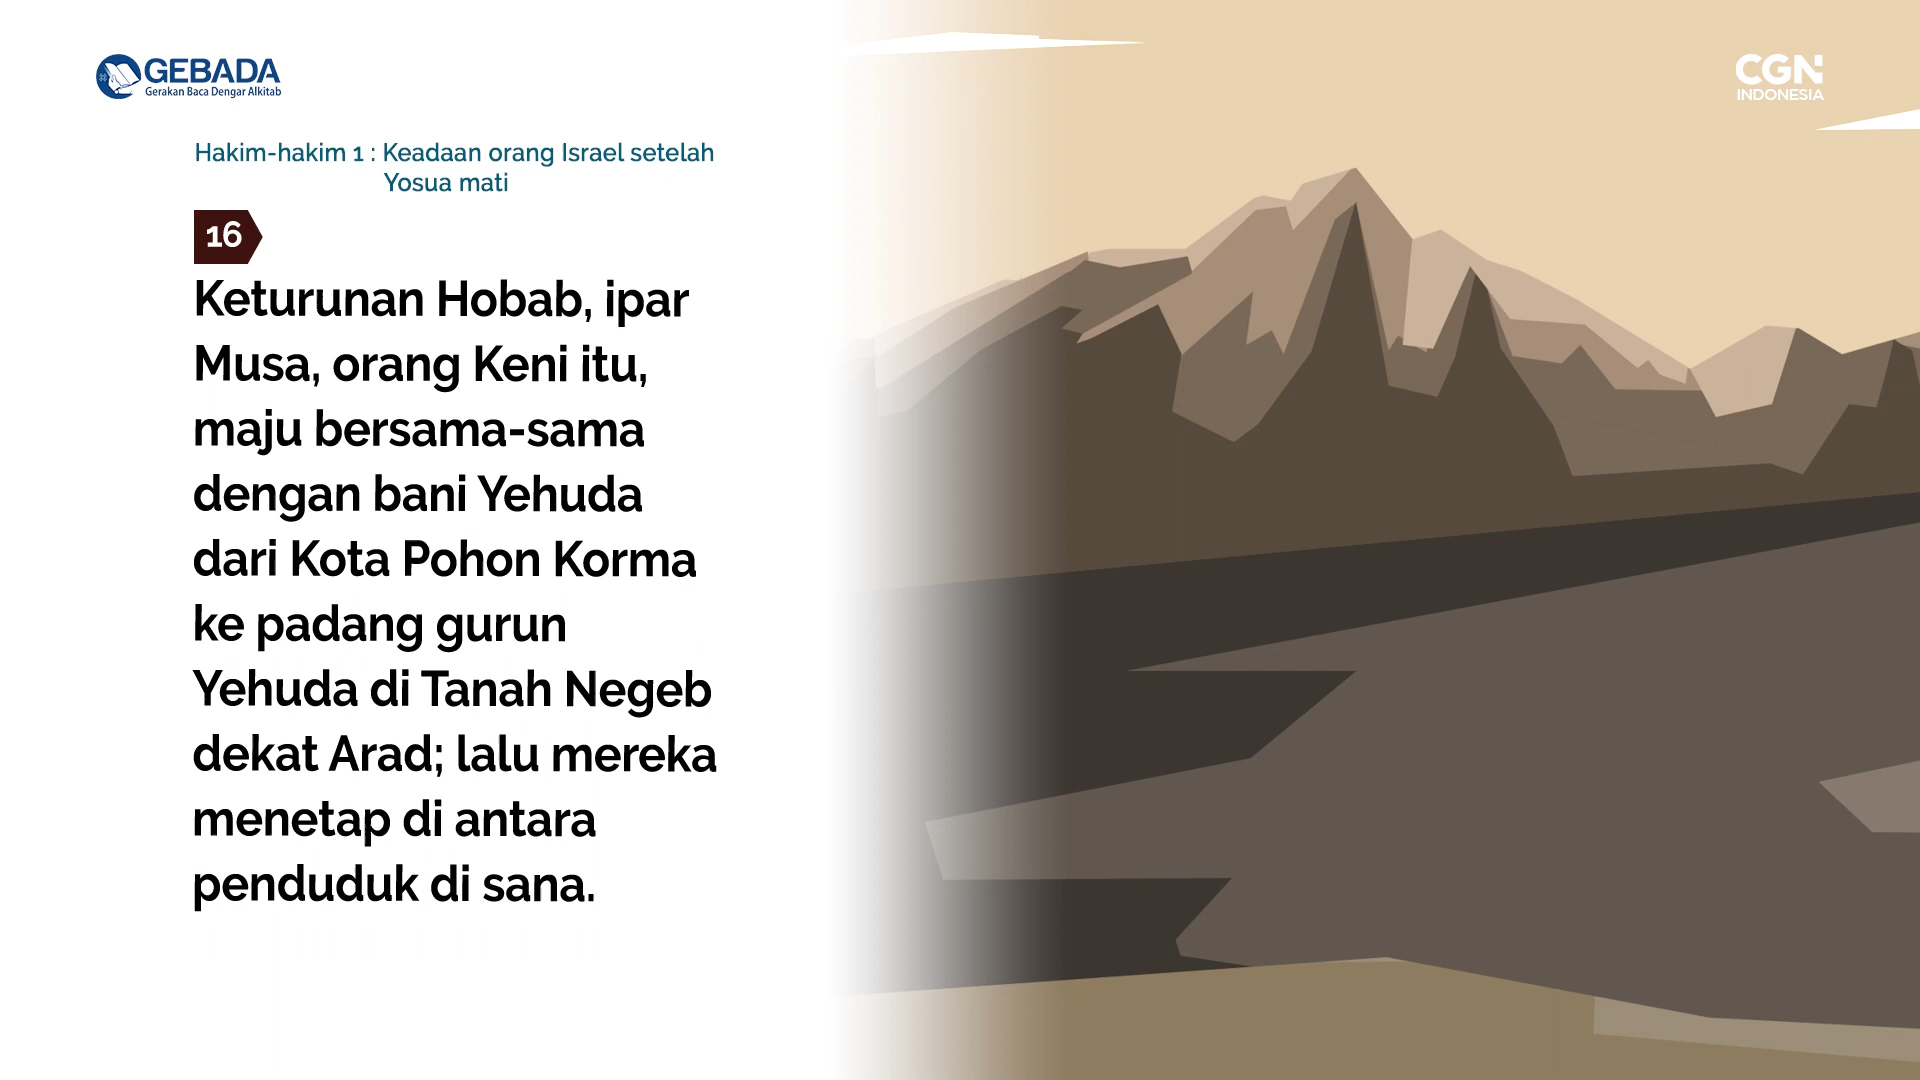 GEBADA
Gerakan Baca Dengar Alkitab
CGN
INDONESIA
Hakim-hakim 1 : Keadaan orang Israel setelah
Yosua mati
16
Keturunan Hobab, ipar
Musa, orang Keni itu,
maju bersama-sama
dengan bani Yehuda
dari Kota Pohon Korma
ke padang gurun
Yehuda di Tanah Negeb
dekat Arad; lalu mereka
menetap di antara
penduduk di sana.